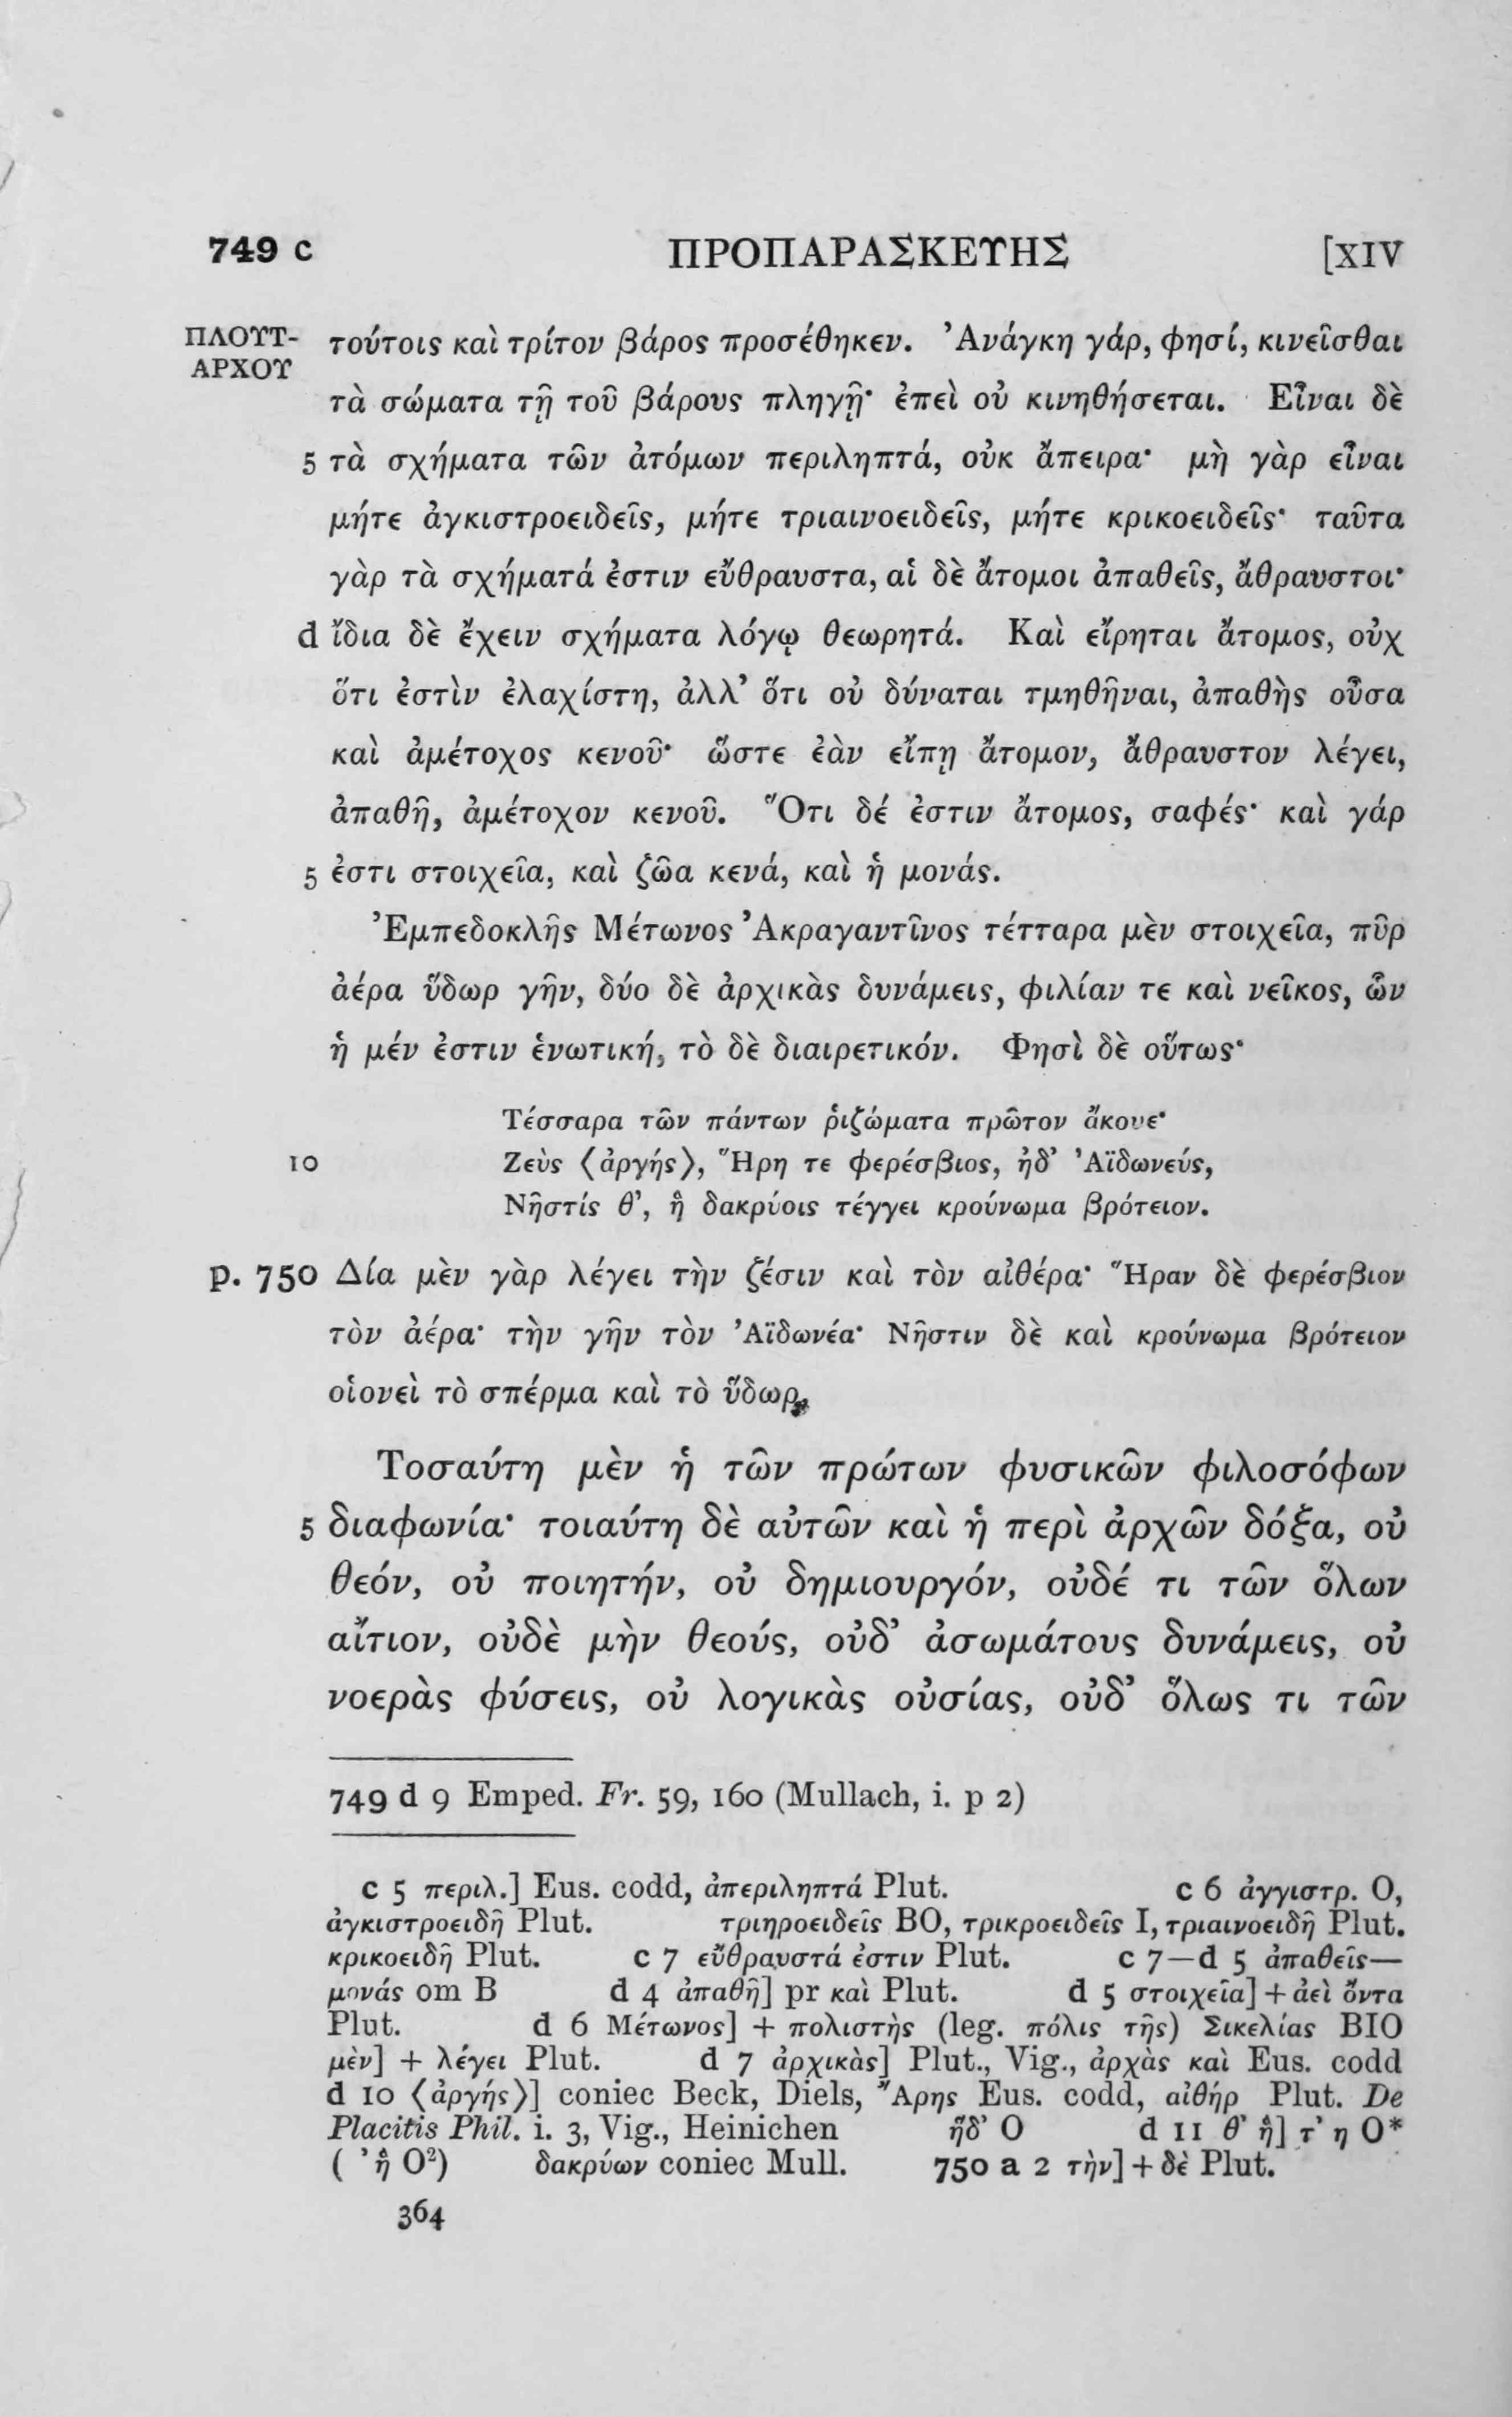 749 c ΠΡΟΠΑΡΑΣΚΕΥΗΣ [XIV
ΠΛΟΥΤ- τούτοις καὶ τρίτον βάρος προσέθηκεν. Ἀνάγκη γάρ, φησί, κινεῖσθαι
ΑΡΧΟΥ
τὰ σώματα τῇ τοῦ βάρους πληγῇ· ἐπεὶ οὐ κινηθήσεται. Εἶναι δὲ
5 τὰ σχήματα τῶν ἀτόμων περιληπτά, οὐκ ἄπειρα· μὴ γὰρ εἶναι
μήτε ἀγκιστροειδεῖς, μήτε τριαινοειδεῖς, μήτε κρικοειδεῖς· ταῦτα
γὰρ τὰ σχήματά ἐστιν εὔθραυστα, αἱ δὲ ἄτομοι ἀπαθεῖς, ἄθραυστοι·
d ἴδια δὲ ἔχειν σχήματα λόγῳ θεωρητά. Καὶ εἴρηται ἄτομος, οὐχ
ὅτι ἐστὶν ἐλαχίστη, ἀλλ’ ὅτι οὐ δύναται τμηθῆναι, ἀπαθὴς οὖσα
καὶ ἀμέτοχος κενοῦ· ὥστε ἐὰν εἴπῃ ἄτομον, ἄθραυστον λέγει,
ἀπαθῆ, ἀμέτοχον κενοῦ. Ὅτι δέ ἐστιν ἄτομος, σαφές· καὶ γάρ
5 ἐστι στοιχεῖα, καὶ ζῶα κενά, καὶ ἡ μονάς.
Ἐμπεδοκλῆς Μέτωνος Ἀκραγαντῖνος τέτταρα μὲν στοιχεῖα, πῦρ
ἀέρα ὕδωρ γῆν, δύο δὲ ἀρχικὰς δυνάμεις, φιλίαν τε καὶ νεῖκος, ὧν
ἡ μέν ἐστιν ἑνωτική, τὸ δὲ διαιρετικόν. Φησὶ δὲ οὕτως·
Τέσσαρα τῶν πάντων ῥιζώματα πρῶτον ἄκουε·
10 Ζεὺς ⟨ἀργής⟩, Ἥρη τε φερέσβιος, ἠδ’ Ἀϊδωνεύς,
Νῆστίς θ’, ἣ δακρύοις τέγγει κρούνωμα βρότειον.
p. 750 Δία μὲν γὰρ λέγει τὴν ζέσιν καὶ τὸν αἰθέρα· Ἥραν δὲ φερέσβιον
τὸν ἀέρα· τὴν γῆν τὸν Ἀϊδωνέα· Νῆστιν δὲ καὶ κρούνωμα βρότειον
οἱονεὶ τὸ σπέρμα καὶ τὸ ὕδωρ.
Τοσαύτη μὲν ἡ τῶν πρώτων φυσικῶν φιλοσόφων
5 διαφωνία· τοιαύτη δὲ αὐτῶν καὶ ἡ περὶ ἀρχῶν δόξα, οὐ
θεόν, οὐ ποιητήν, οὐ δημιουργόν, οὐδέ τι τῶν ὅλων
αἴτιον, οὐδὲ μὴν θεούς, οὐδ’ ἀσωμάτους δυνάμεις, οὐ
νοερὰς φύσεις, οὐ λογικὰς οὐσίας, οὐδ’ ὅλως τι τῶν
749 d 9 Emped. Fr. 59, 160 (Mullach, i. p 2)
c 5 περιλ.] Eus. codd, ἀπεριληπτά Plut. c 6 ἀγγιστρ. O,
ἀγκιστροειδῆ Plut. τριηροειδεῖς BO, τρικροειδεῖς I, τριαινοειδῆ Plut.
κρικοειδῆ Plut. c 7 εὔθραυστά ἐστιν Plut. c 7—d 5 ἀπαθεῖς—
μονάς om B d 4 ἀπαθῆ] pr καὶ Plut. d 5 στοιχεῖα] + ἀεὶ ὄντα
Plut. d 6 Μέτωνος] + πολιστὴς (leg. πόλις τῆς) Σικελίας BIO
μὲν] + λέγει Plut. d 7 ἀρχικὰς] Plut., Vig., ἀρχὰς καὶ Eus. codd
d 10 ⟨ἀργής⟩] coniec Beck, Diels, Ἄρης Eus. codd, αἰθήρ Plut. De
Placitis Phil. i. 3, Vig., Heinichen ἤδ’ O d 11 θ’ ἣ] τ’ η O*
( ’ ἣ O²) δακρύων coniec Mull. 750 a 2 τὴν] + δὲ Plut.
364